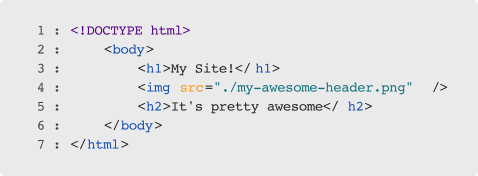 1 : <!DOCTYPE html>
2 :     <body>
3 :         <h1>My Site!</ h1>
4 :         <img src="./my-awesome-header.png"  />
5 :         <h2>It's pretty awesome</ h2>
6 :     </body>
7 : </html>